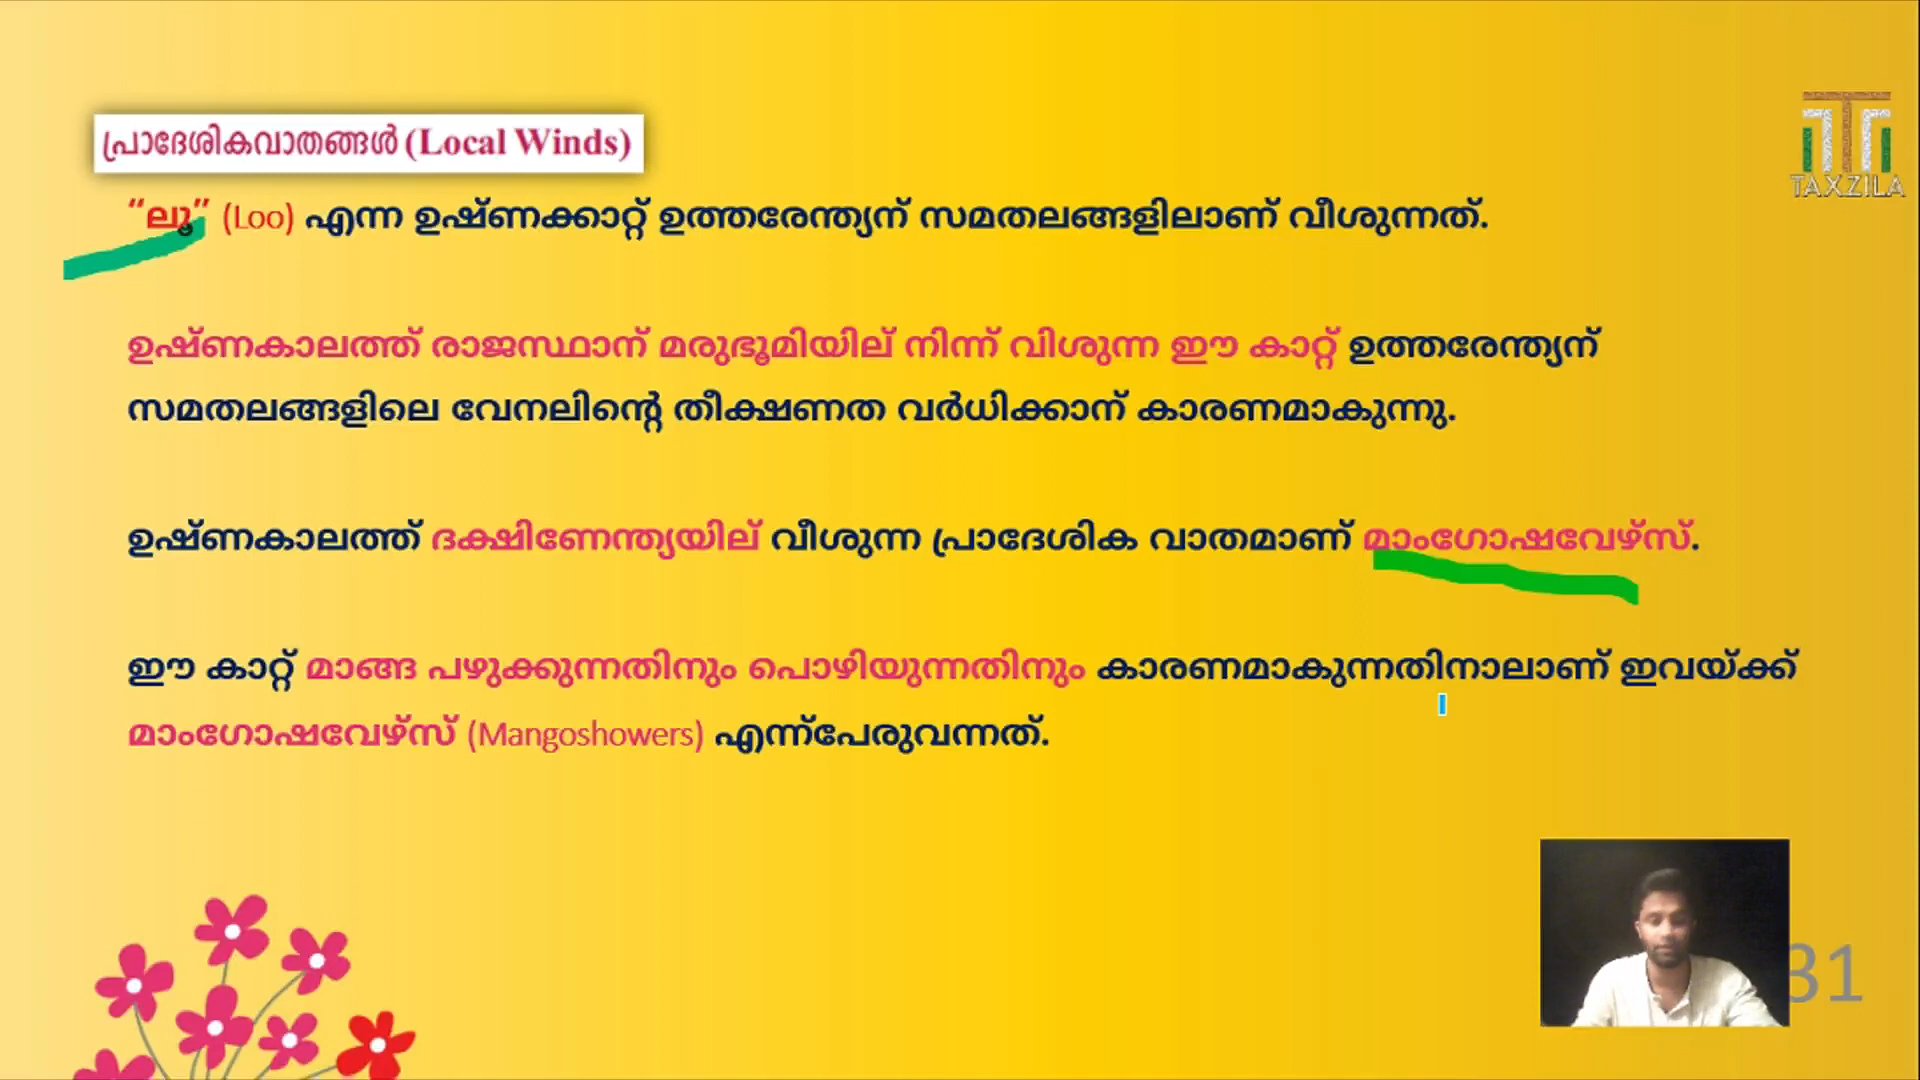 പ്രാദേശികവാതങ്ങൾ (Local Winds)
TAXZILA
“ലൂ” (Loo) എന്ന ഉഷ്ണക്കാറ്റ് ഉത്തരേന്ത്യന് സമതലങ്ങളിലാണ് വീശുന്നത്.
ഉഷ്ണകാലത്ത് രാജസ്ഥാന് മരുഭൂമിയില് നിന്ന് വിശുന്ന ഈ കാറ്റ് ഉത്തരേന്ത്യന്
സമതലങ്ങളിലെ വേനലിന്റെ തീക്ഷണത വർധിക്കാന് കാരണമാകുന്നു.
ഉഷ്ണകാലത്ത് ദക്ഷിണേന്ത്യയില് വീശുന്ന പ്രാദേശിക വാതമാണ് മാംഗോഷവേഴ്സ്.
ഈ കാറ്റ് മാങ്ങ പഴുക്കുന്നതിനും പൊഴിയുന്നതിനും കാരണമാകുന്നതിനാലാണ് ഇവയ്ക്ക്
മാംഗോഷവേഴ്സ് (Mangoshowers) എന്ന്പേരുവന്നത്.
31